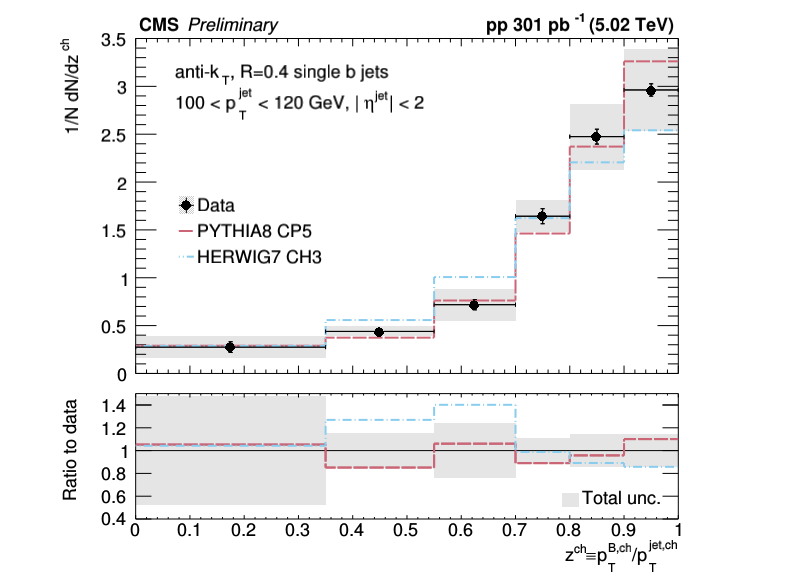 CMS Preliminary pp 301 pb⁻¹ (5.02 TeV)
1/N dN/dz^ch
3.5
3
2.5
2
1.5
1
0.5
0
anti-k_T, R=0.4 single b jets
100 < p_T^jet < 120 GeV, | η^jet| < 2
Data
PYTHIA8 CP5
HERWIG7 CH3
Ratio to data
1.4
1.2
1
0.8
0.6
0.4
Total unc.
0 0.1 0.2 0.3 0.4 0.5 0.6 0.7 0.8 0.9 1
z^ch≡p_T^B,ch/p_T^jet,ch